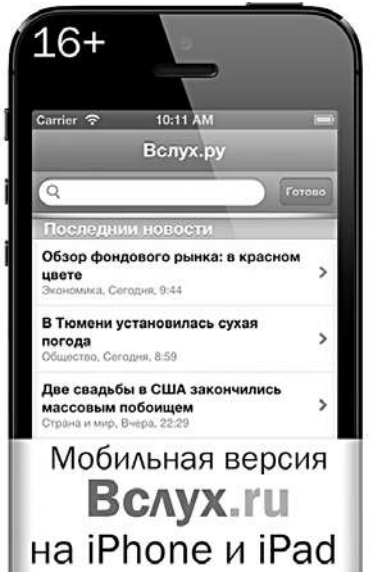 16+
Carrier 10:11 AM
Вслух.ру
Готово
Последнии новости
Обзор фондового рынка: в красном
цвете
Экономика, Сегодня, 9:44
В Тюмени установилась сухая
погода
Общество, Сегодня, 8:59
Две свадьбы в США закончились
массовым побоищем
Страна и мир, Вчера, 22:29
Мобильная версия
Вслух.ru
на iPhone и iPad